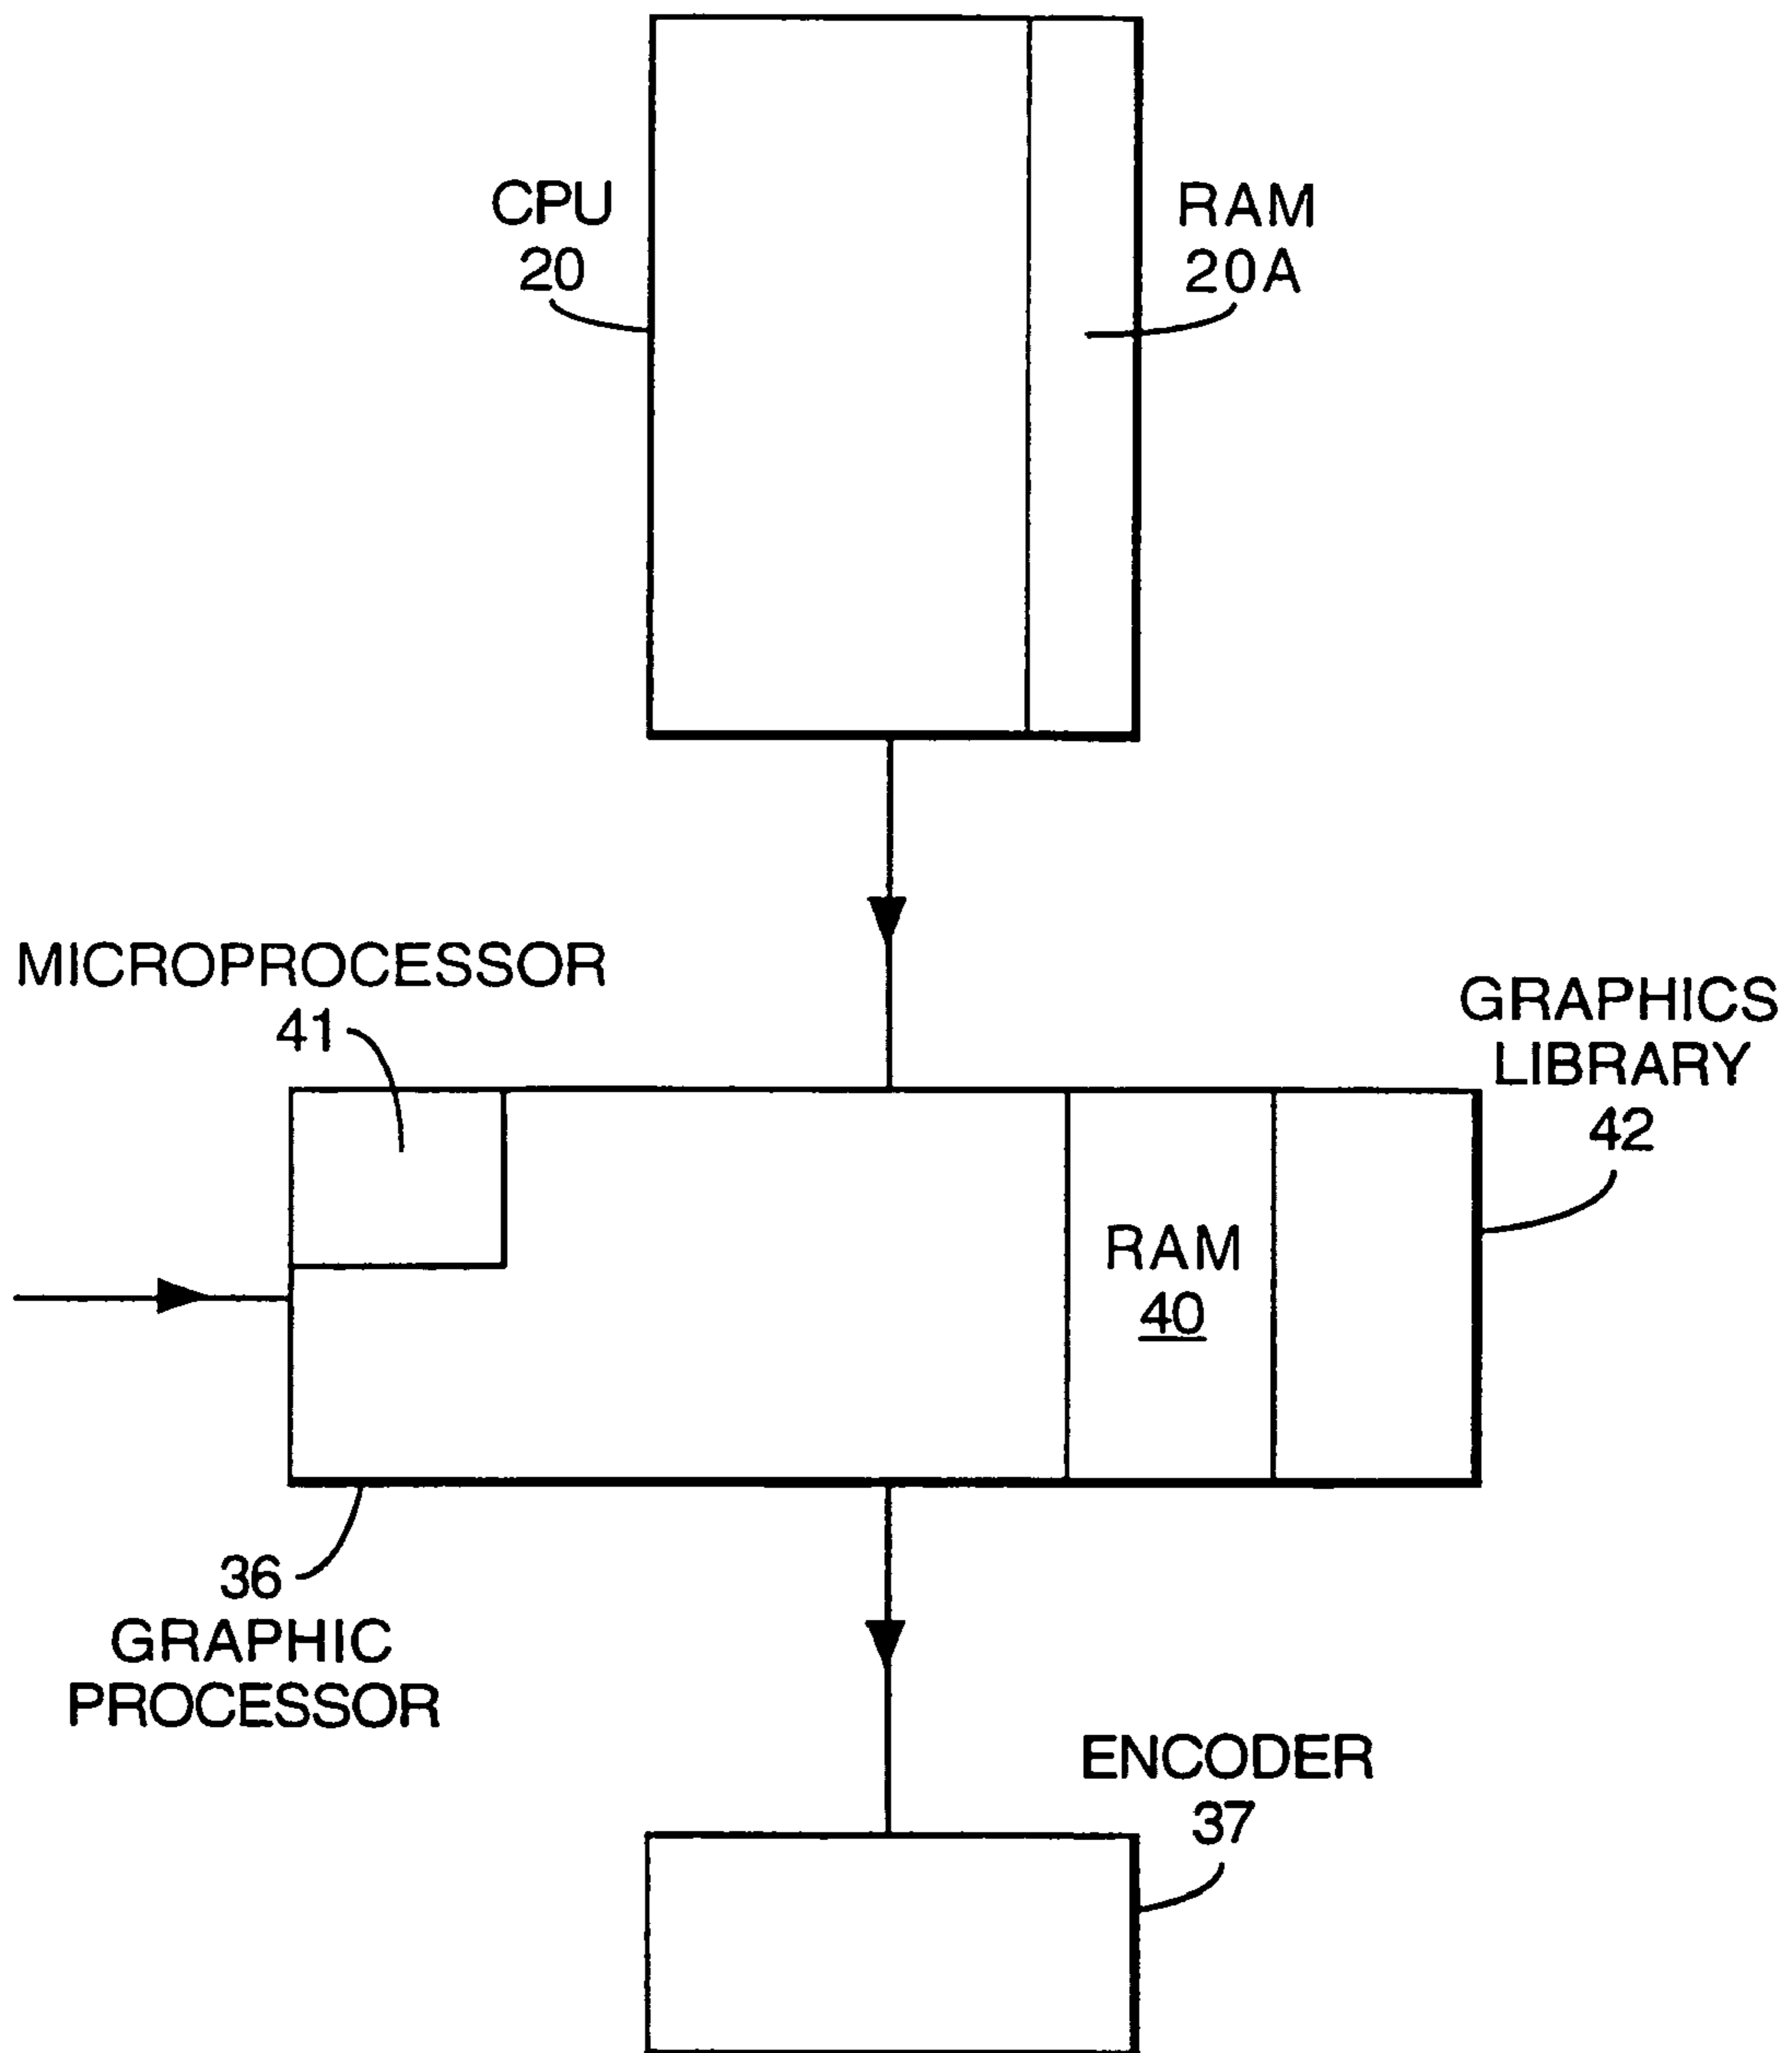 CPU
20
RAM
20A
MICROPROCESSOR
41
GRAPHICS
LIBRARY
42
RAM
40
36
GRAPHIC
PROCESSOR
ENCODER
37